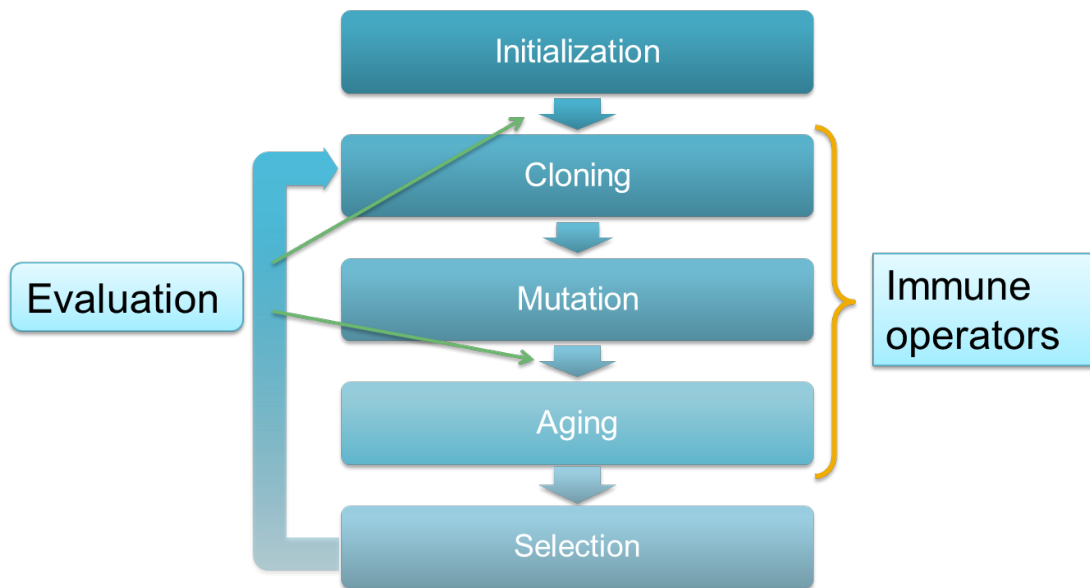 Initialization
Cloning
Evaluation
Mutation
Immune
operators
Aging
Selection